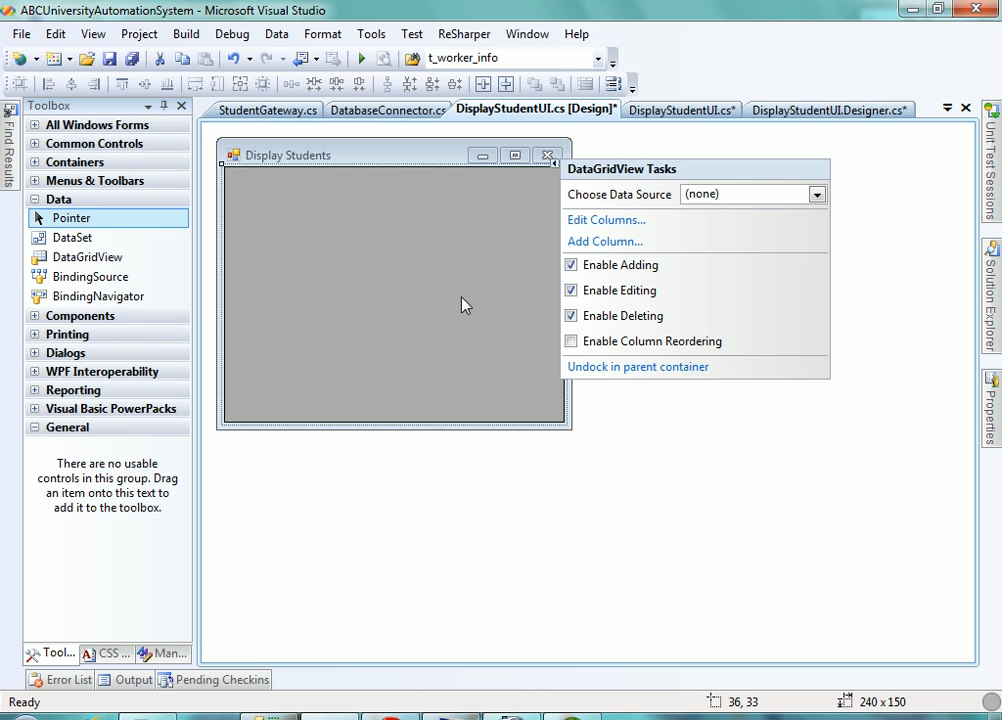 ABCUniversityAutomationSystem - Microsoft Visual Studio
File Edit View Project Build Debug Data Format Tools Test ReSharper Window Help
t_worker_info
Toolbox
StudentGateway.cs DatabaseConnector.cs DisplayStudentUI.cs [Design]* DisplayStudentUI.cs* DisplayStudentUI.Designer.cs*
Find Results
All Windows Forms
Common Controls
Containers
Menus & Toolbars
Data
Pointer
DataSet
DataGridView
BindingSource
BindingNavigator
Components
Printing
Dialogs
WPF Interoperability
Reporting
Visual Basic PowerPacks
General
There are no usable
controls in this group. Drag
an item onto this text to
add it to the toolbox.
Tool... CSS ... Man...
Display Students
DataGridView Tasks
Choose Data Source (none)
Edit Columns...
Add Column...
Enable Adding
Enable Editing
Enable Deleting
Enable Column Reordering
Undock in parent container
Unit Test Sessions
Solution Explorer
Properties
Error List Output Pending Checkins
Ready 36, 33 240 x 150